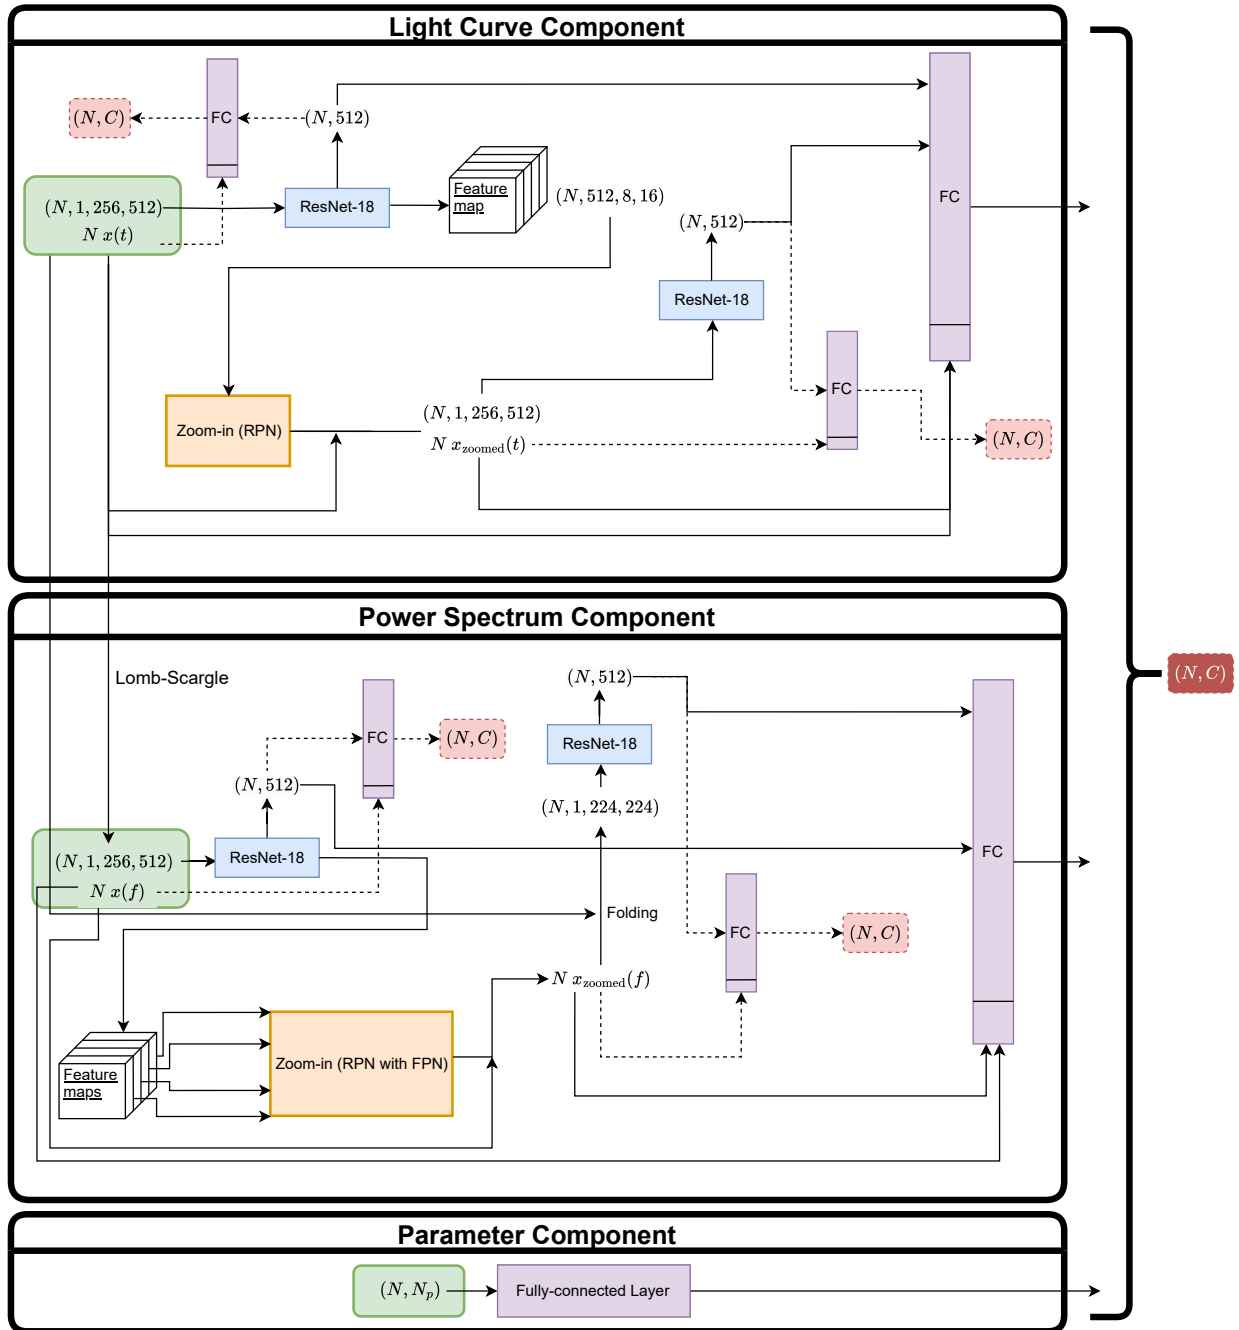 Light Curve Component
FC
(N, C)
(N, 512)
(N, 1, 256, 512)
N x(t)
ResNet-18
Feature
map
(N, 512, 8, 16)
(N, 512)
FC
ResNet-18
FC
Zoom-in (RPN)
(N, 1, 256, 512)
N x_zoomed(t)
(N, C)
Power Spectrum Component
Lomb-Scargle
(N, 512)
(N, C)
FC
(N, C)
ResNet-18
(N, 512)
(N, 1, 224, 224)
(N, 1, 256, 512)
ResNet-18
FC
N x(f)
Folding
FC
(N, C)
N x_zoomed(f)
Zoom-in (RPN with FPN)
Feature
maps
Parameter Component
(N, N_p)
Fully-connected Layer